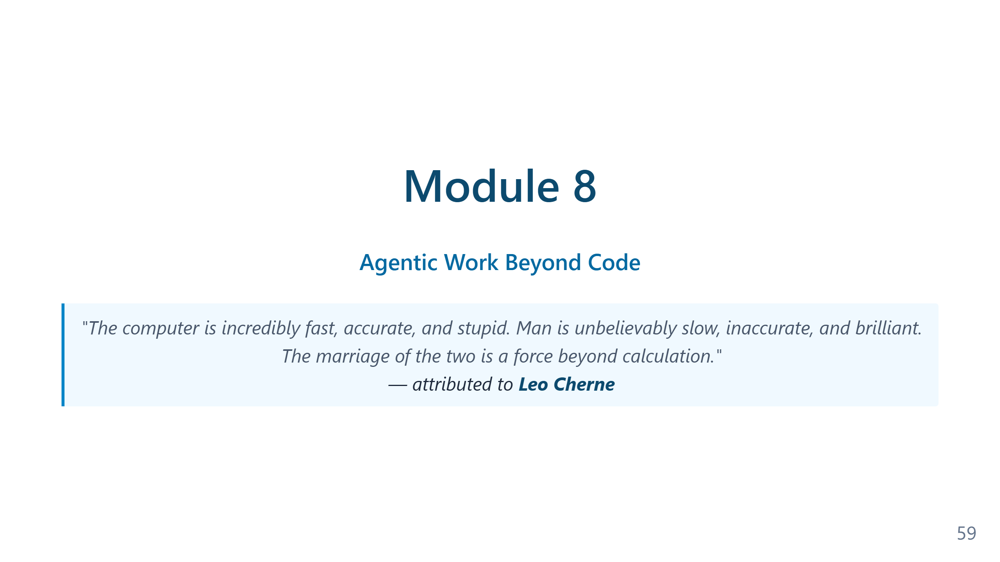 Module 8
Agentic Work Beyond Code
"The computer is incredibly fast, accurate, and stupid. Man is unbelievably slow, inaccurate, and brilliant.
The marriage of the two is a force beyond calculation."
— attributed to Leo Cherne
59